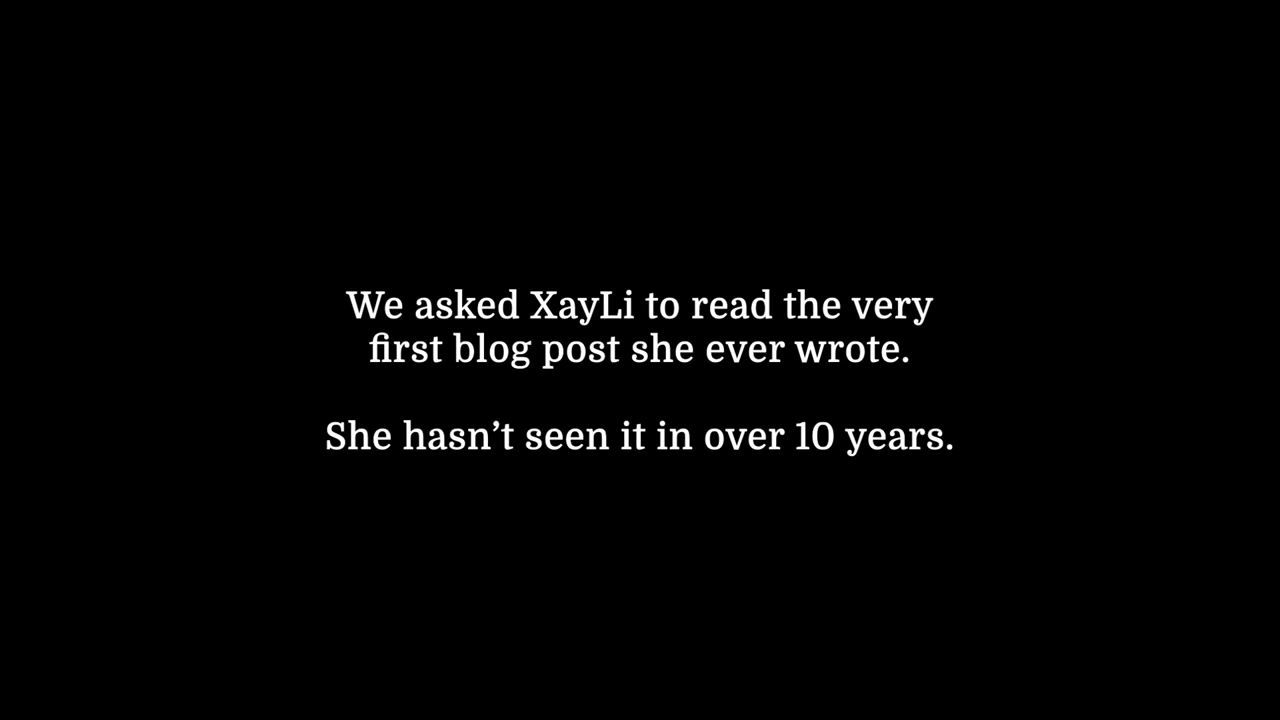 We asked XayLi to read the very
first blog post she ever wrote.
She hasn’t seen it in over 10 years.